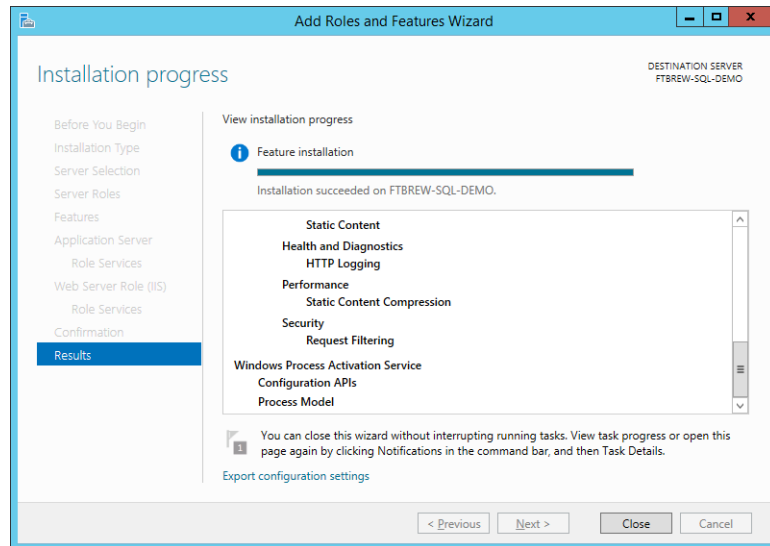 Add Roles and Features Wizard
Installation progress
DESTINATION SERVER
FTBREW-SQL-DEMO
Before You Begin
Installation Type
Server Selection
Server Roles
Features
Application Server
Role Services
Web Server Role (IIS)
Role Services
Confirmation
Results
View installation progress
Feature installation
Installation succeeded on FTBREW-SQL-DEMO.
Static Content
Health and Diagnostics
HTTP Logging
Performance
Static Content Compression
Security
Request Filtering
Windows Process Activation Service
Configuration APIs
Process Model
1
You can close this wizard without interrupting running tasks. View task progress or open this
page again by clicking Notifications in the command bar, and then Task Details.
Export configuration settings
< Previous
Next >
Close
Cancel